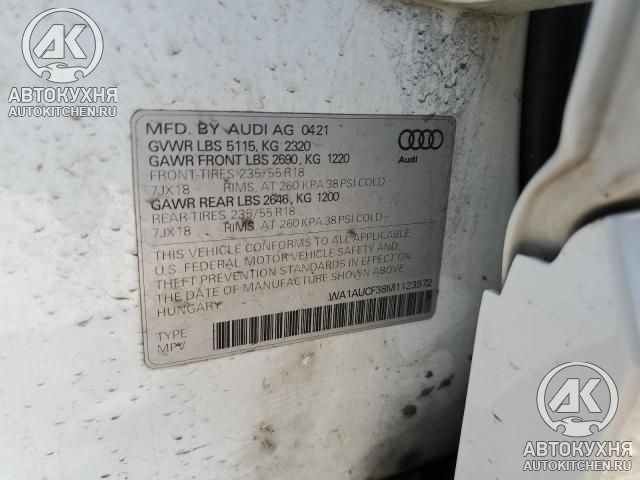 AK
АВТОКУХНЯ
AUTOKITCHEN.RU
MFD. BY AUDI AG 0421
GVWR LBS 5115, KG 2320
GAWR FRONT LBS 2690, KG 1220
FRONT-TIRES 235/55 R18
7JX18 RIMS, AT 260 KPA 38 PSI COLD
GAWR REAR LBS 2646, KG 1200
REAR-TIRES 235/55 R18
7JX18 RIMS, AT 260 KPA 38 PSI COLD
Audi
THIS VEHICLE CONFORMS TO ALL APPLICABLE
U.S. FEDERAL MOTOR VEHICLE SAFETY AND
THEFT PREVENTION STANDARDS IN EFFECT ON
THE DATE OF MANUFACTURE SHOWN ABOVE.
HUNGARY
WA1AUCF38M1123972
TYPE
MPV
AK
АВТОКУХНЯ
AUTOKITCHEN.RU